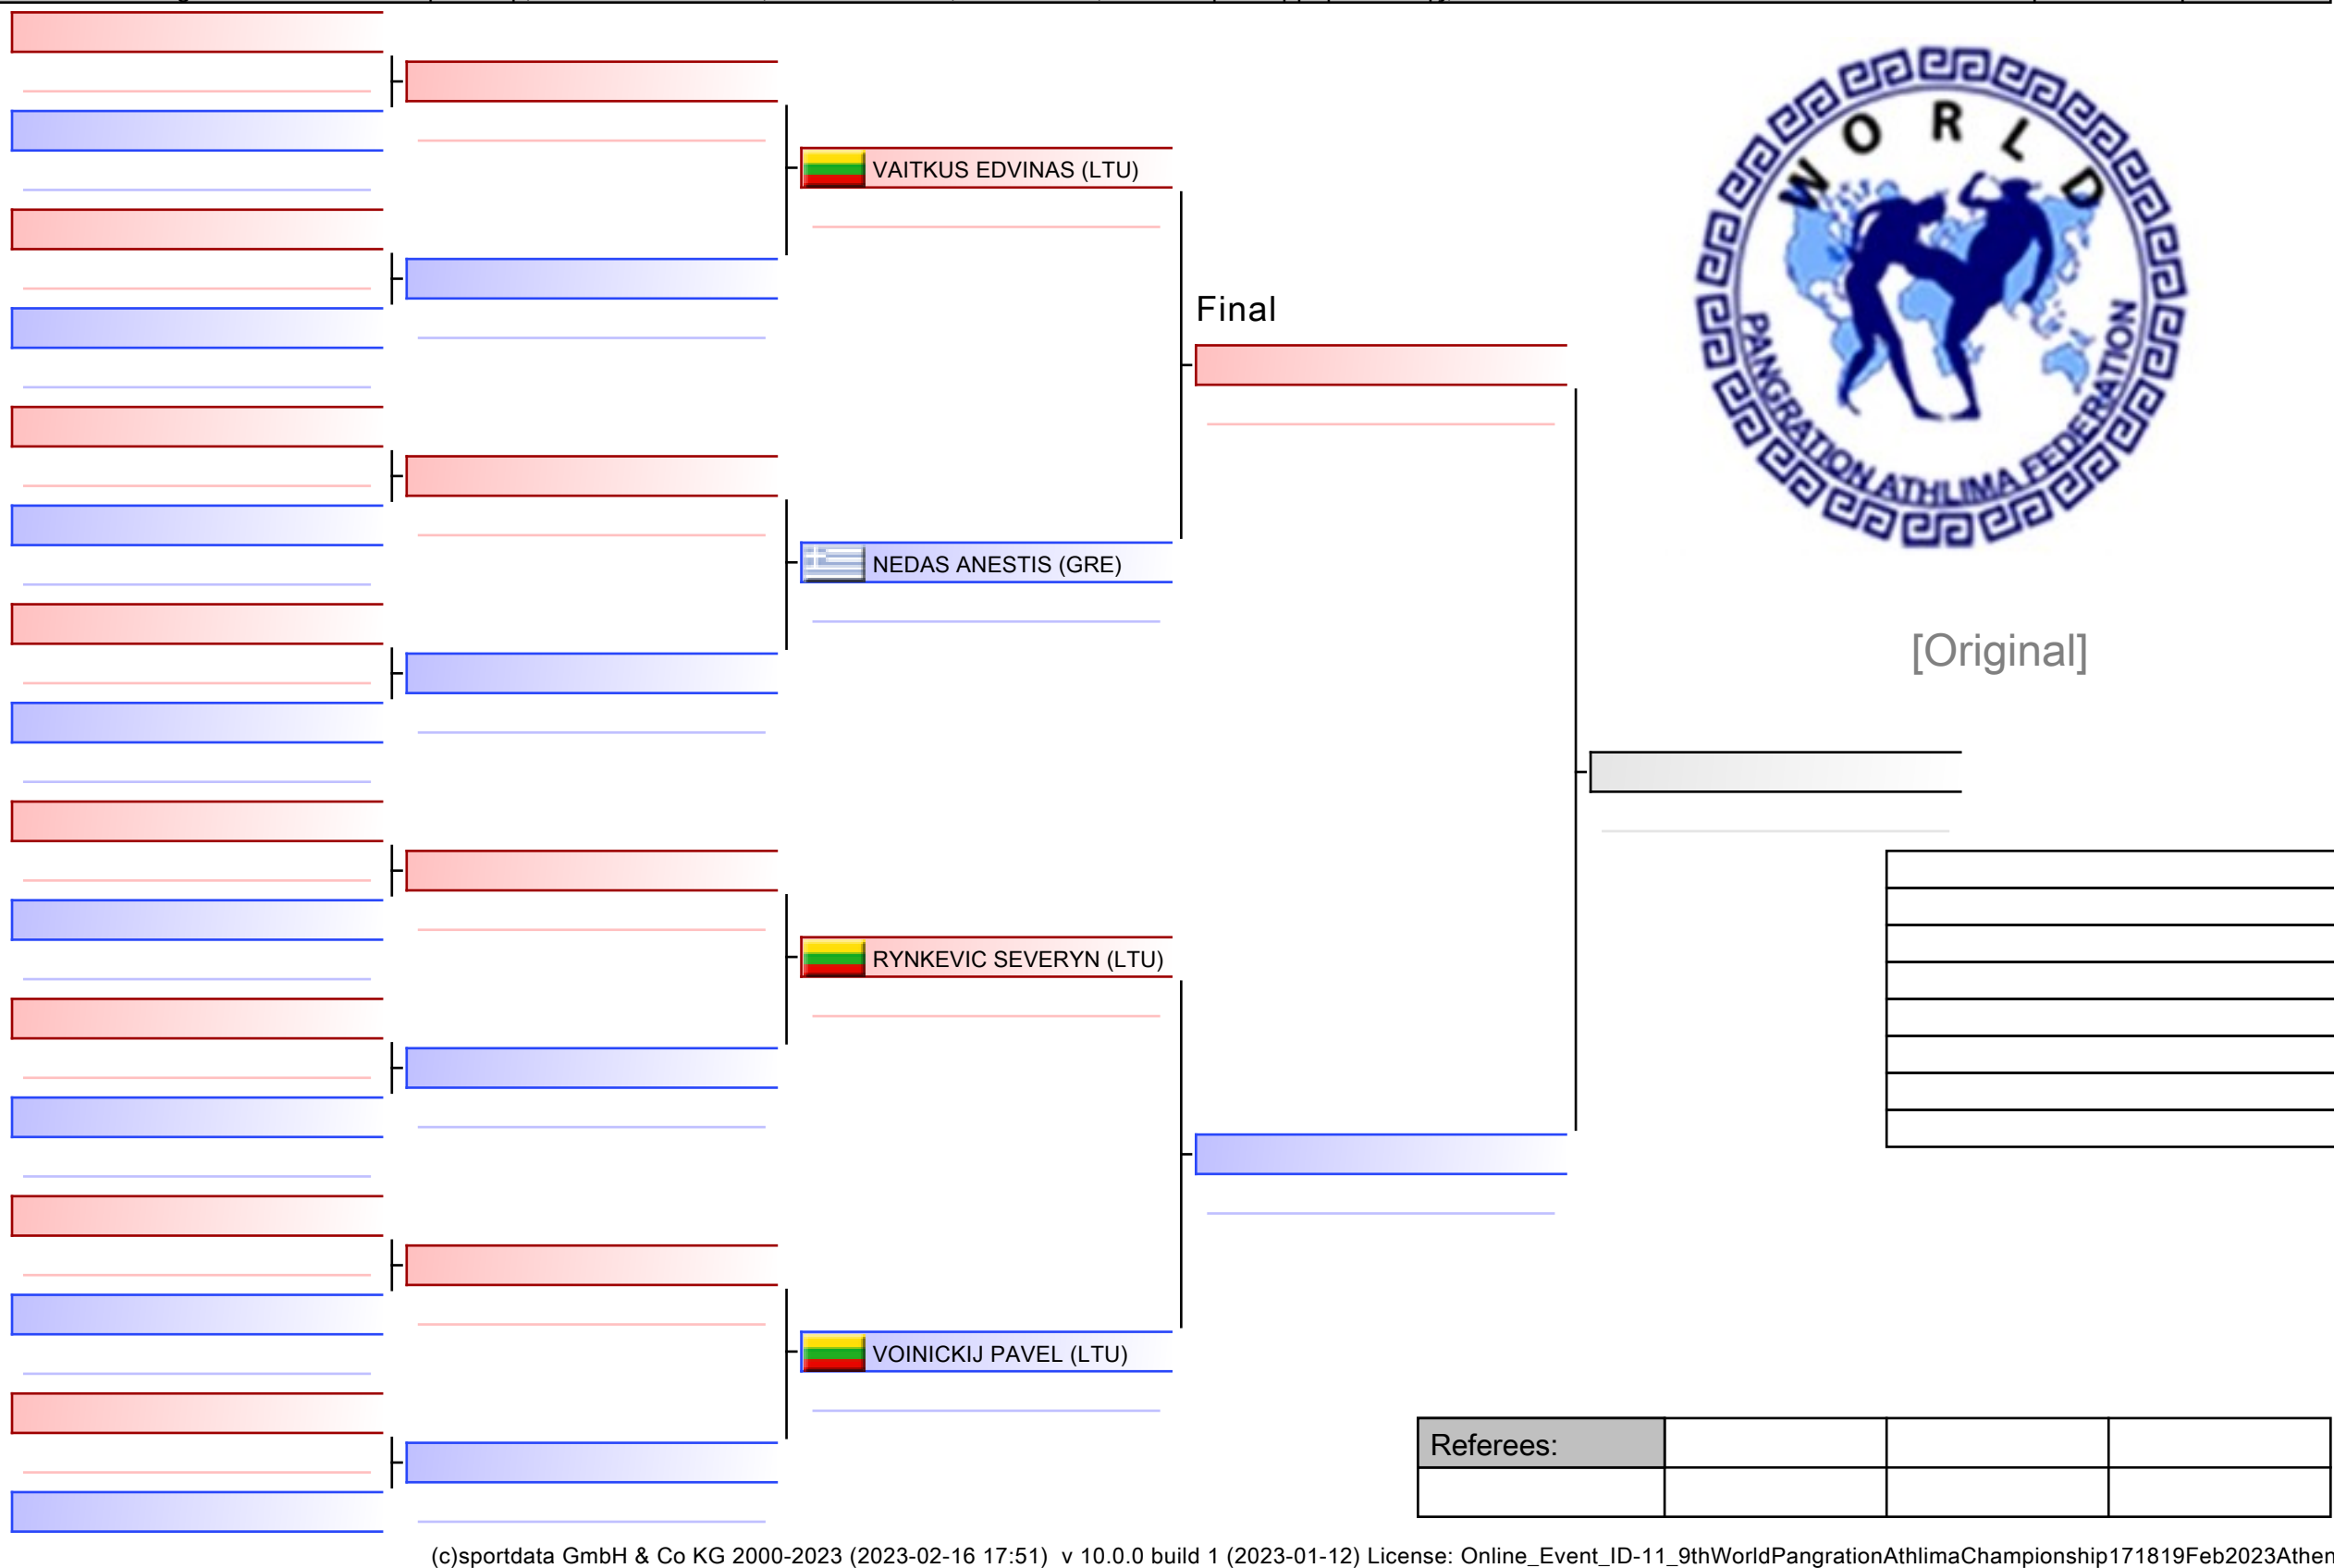 VAITKUS EDVINAS (LTU)
NEDAS ANESTIS (GRE)
RYNKEVIC SEVERYN (LTU)
VOINICKIJ PAVEL (LTU)
Final
WORLD
PANGRATION ATHLIMA FEDERATION
[Original]
Referees:
(c)sportdata GmbH & Co KG 2000-2023 (2023-02-16 17:51) v 10.0.0 build 1 (2023-01-12) License: Online_Event_ID-11_9thWorldPangrationAthlimaChampionship171819Feb2023Athen